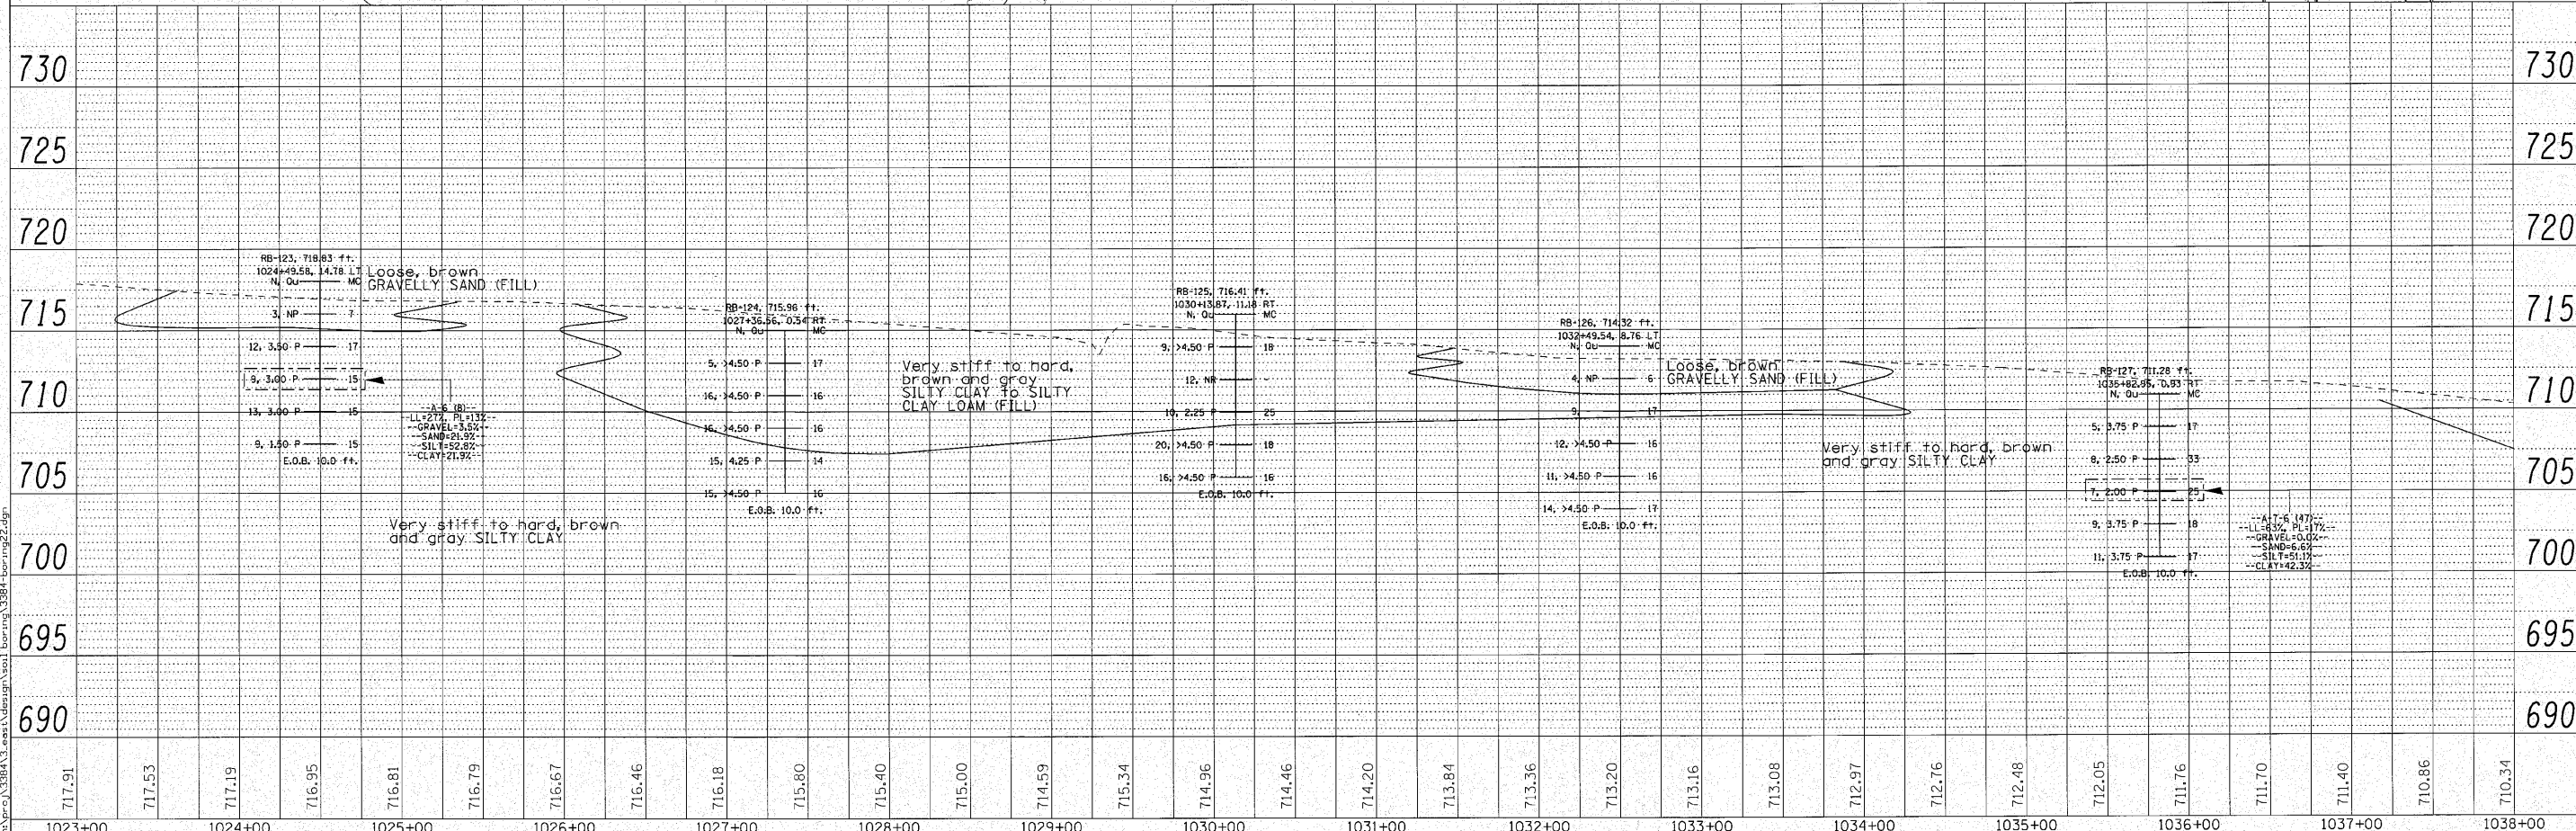 730
730
725
725
720
720
715
715
710
710
705
705
700
700
695
695
690
690
RB-123, 718.83 ft.
1024+49.58, 14.78 LT
N, Qu MC
3, NP 7
12, 3.50 P 17
9, 3.00 P 15
13, 3.00 P 15
9, 1.50 P 15
E.O.B. 10.0 ft.
Loose, brown
GRAVELLY SAND (FILL)
--A-6 (8)--
--LL=27%, PL=13%--
--GRAVEL=3.5%--
--SAND=21.9%--
--SILT=52.8%--
--CLAY=21.9%--
Very stiff to hard, brown
and gray SILTY CLAY
RB-124, 715.96 ft.
1027+36.56, 0.54 RT
N, Qu MC
5, >4.50 P 17
16, >4.50 P 16
16, >4.50 P 16
15, 4.25 P 14
15, >4.50 P 16
E.O.B. 10.0 ft.
Very stiff to hard,
brown and gray
SILTY CLAY to SILTY
CLAY LOAM (FILL)
RB-125, 716.41 ft.
1030+13.87, 11.18 RT
N, Qu MC
9, >4.50 P 18
12, NR -
10, 2.25 P 25
20, >4.50 P 18
16, >4.50 P 16
E.O.B. 10.0 ft.
RB-126, 714.32 ft.
1032+49.54, 8.76 LT
N, Qu MC
4, NP 6
9, 17
12, >4.50 P 16
11, >4.50 P 16
14, >4.50 P 17
E.O.B. 10.0 ft.
Loose, brown
GRAVELLY SAND (FILL)
Very stiff to hard, brown
and gray SILTY CLAY
RB-127, 711.28 ft.
1035+82.95, 0.93 RT
N, Qu MC
5, 3.75 P 17
8, 2.50 P 33
7, 2.00 P 25
9, 3.75 P 18
11, 3.75 P 17
E.O.B. 10.0 ft.
--A-7-6 (47)--
--LL=63%, PL=17%--
--GRAVEL=0.0%--
--SAND=6.6%--
--SILT=51.1%--
--CLAY=42.3%--
717.91 717.53 717.19 716.95 716.81 716.79 716.67 716.46 716.18 715.80 715.40 715.00 714.59 715.34 714.96 714.46 714.20 713.84 713.36 713.20 713.16 713.08 712.97 712.76 712.48 712.05 711.76 711.70 711.40 710.86 710.34
1023+00 1024+00 1025+00 1026+00 1027+00 1028+00 1029+00 1030+00 1031+00 1032+00 1033+00 1034+00 1035+00 1036+00 1037+00 1038+00
\proj\3384\3.east\design\soil boring\3384-boring22.dgn